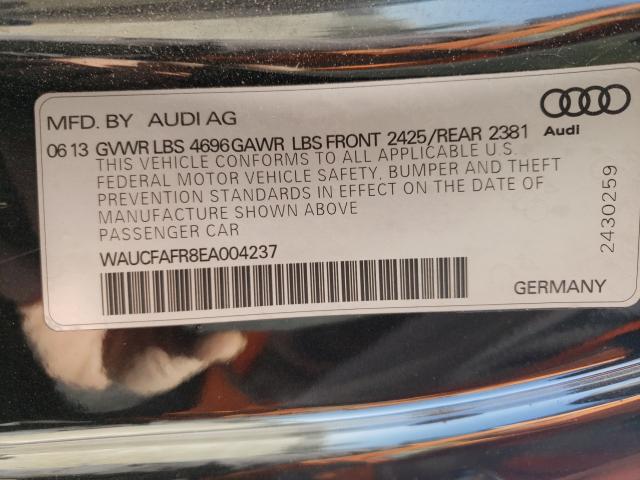 MFD. BY AUDI AG
Audi
06 13 GVWR LBS 4696 GAWR LBS FRONT 2425/REAR 2381
THIS VEHICLE CONFORMS TO ALL APPLICABLE U.S
FEDERAL MOTOR VEHICLE SAFETY, BUMPER AND THEFT
PREVENTION STANDARDS IN EFFECT ON THE DATE OF
MANUFACTURE SHOWN ABOVE
PASSENGER CAR
WAUCFAFR8EA004237
GERMANY
2430259